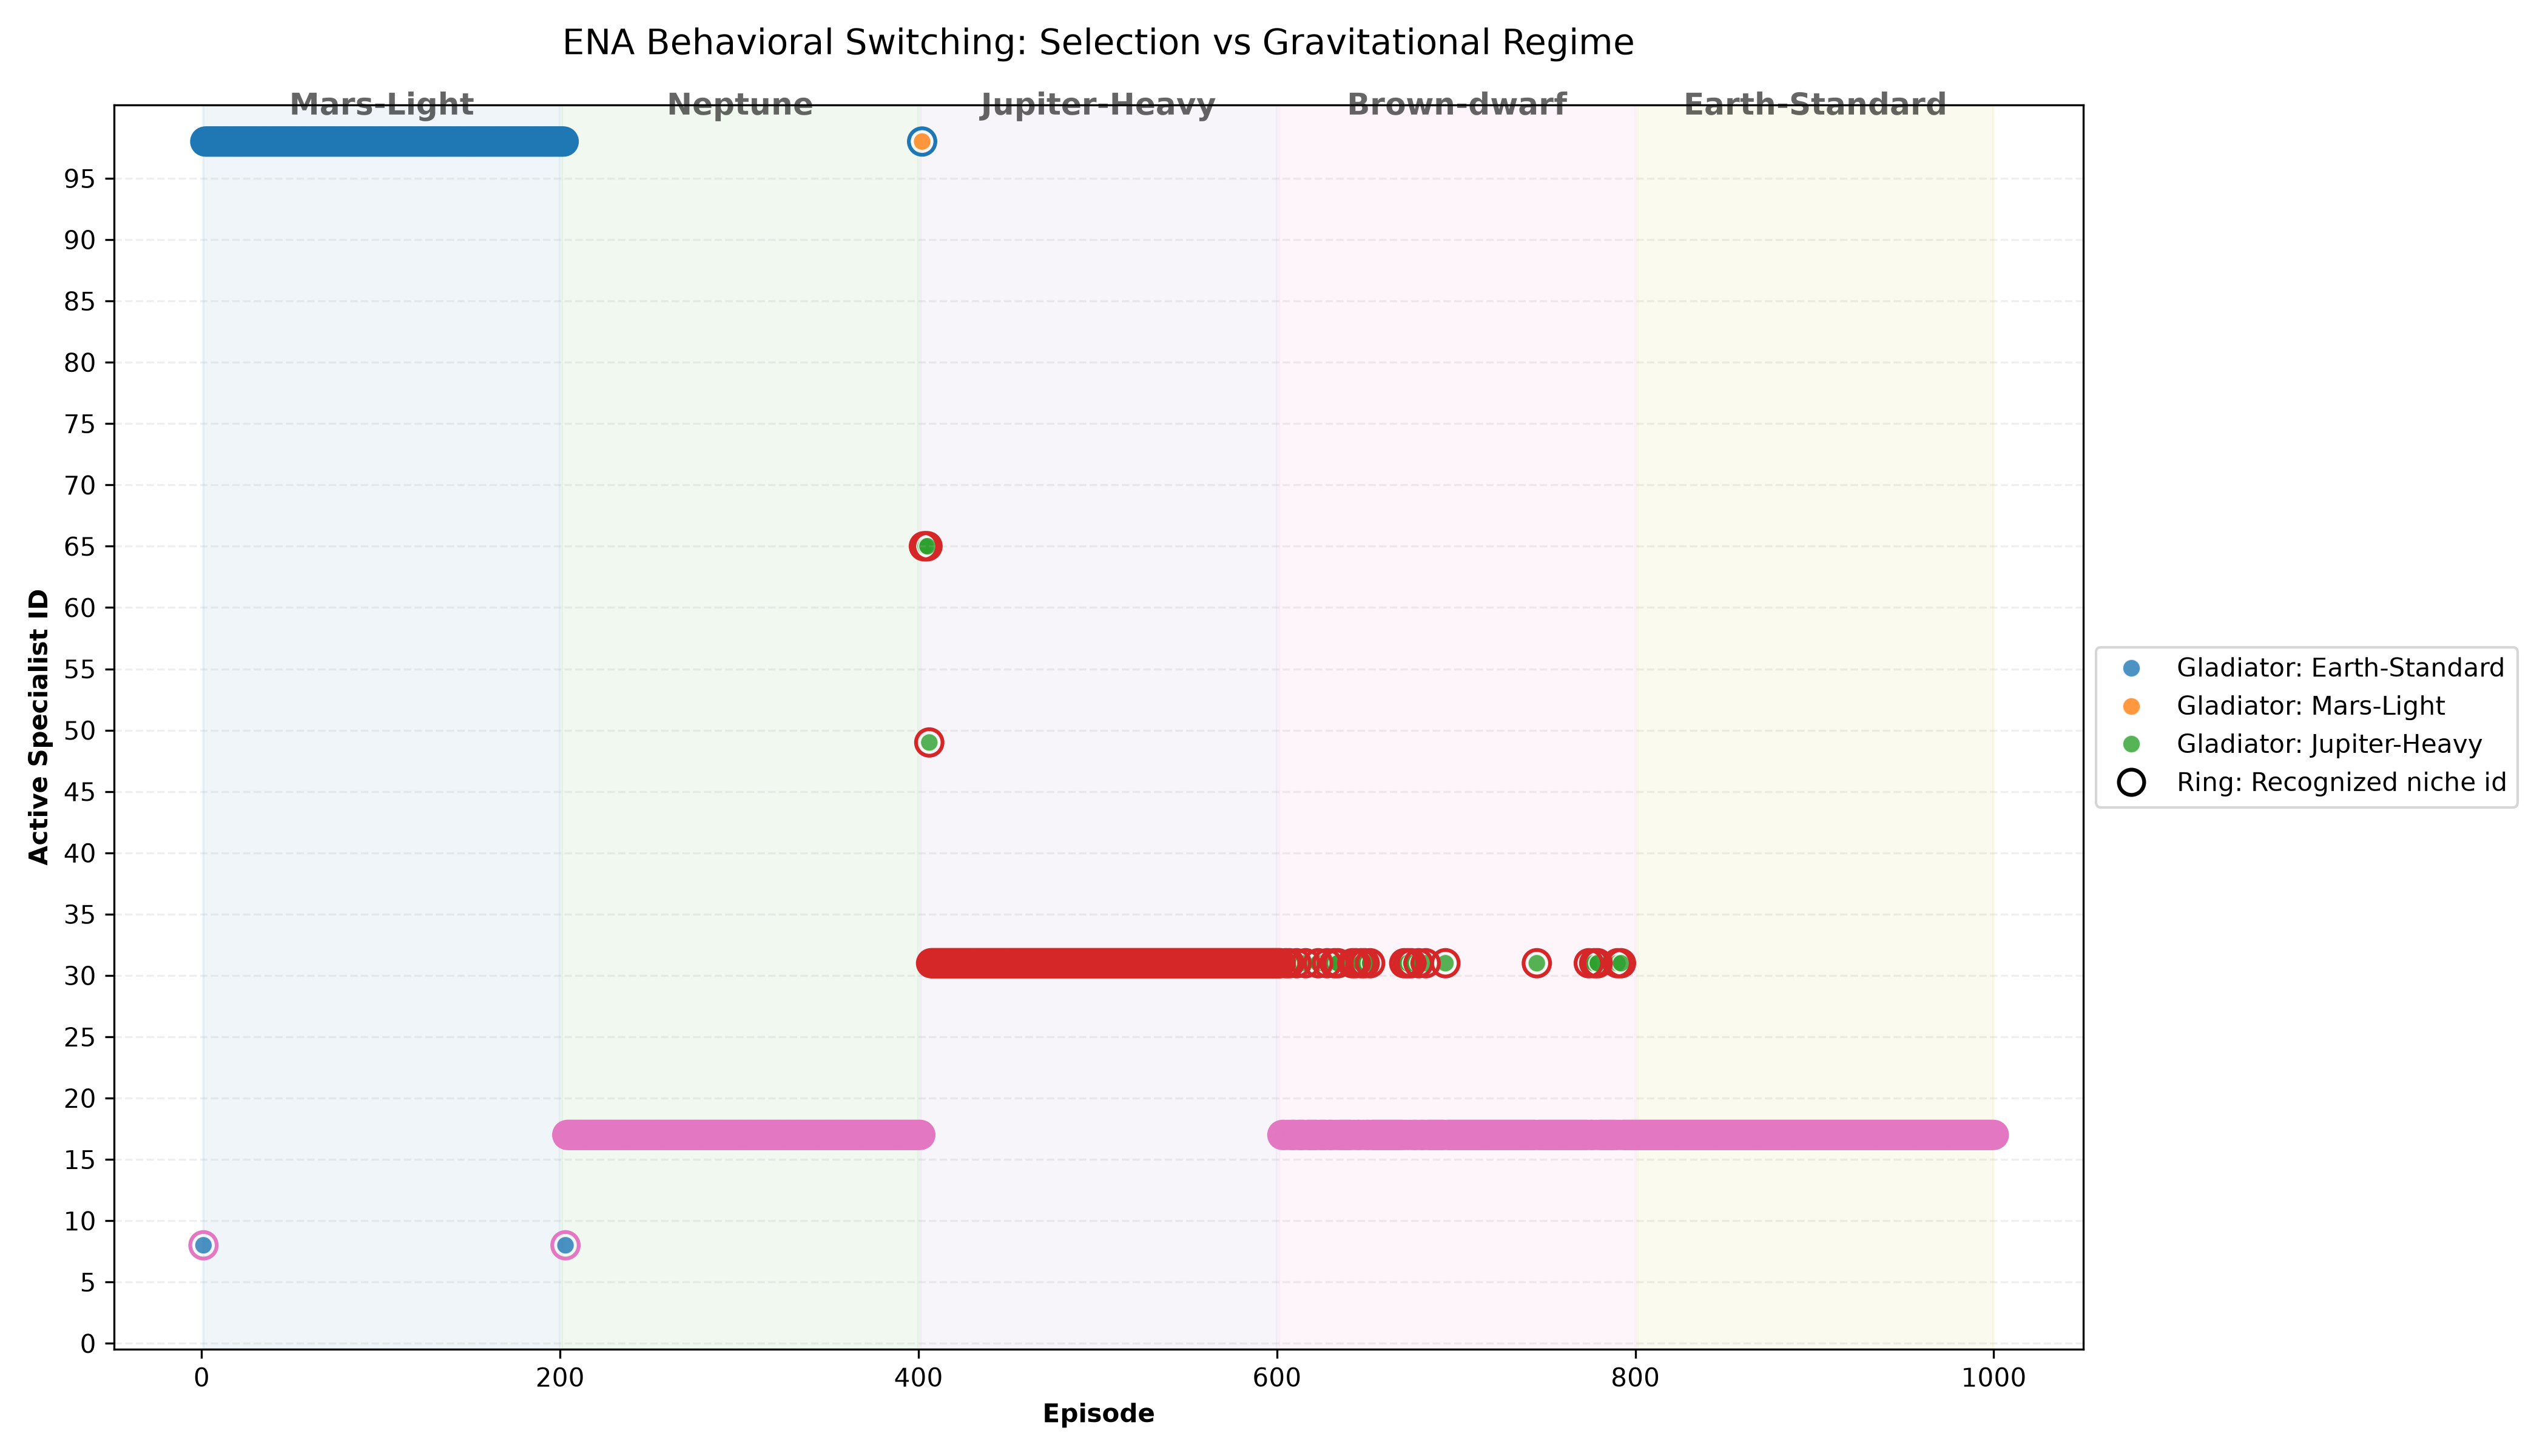 ENA Behavioral Switching: Selection vs Gravitational Regime
Mars-Light Neptune Jupiter-Heavy Brown-dwarf Earth-Standard
95
90
85
80
75
70
65
60
55
50
45
40
35
30
25
20
15
10
5
0
Active Specialist ID
0 200 400 600 800 1000
Episode
Gladiator: Earth-Standard
Gladiator: Mars-Light
Gladiator: Jupiter-Heavy
Ring: Recognized niche id